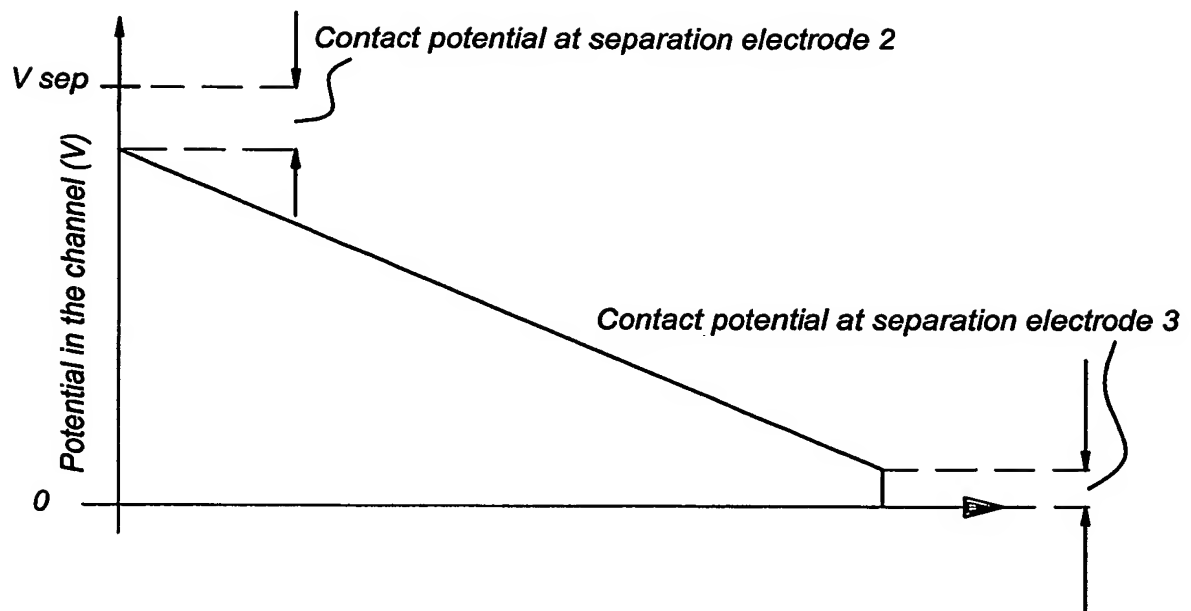 Contact potential at separation electrode 2
V sep
Potential in the channel (V)
Contact potential at separation electrode 3
0